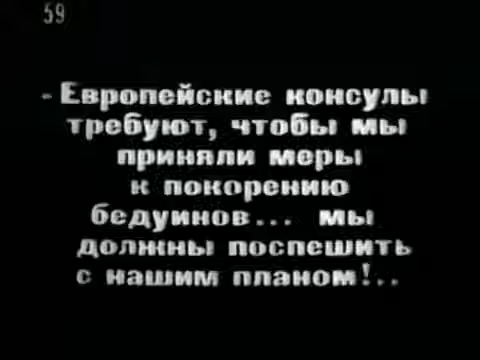 59
- Европейские консулы
требуют, чтобы мы
приняли меры
к покорению
бедуинов... мы
должны поспешить
с нашим планом!..